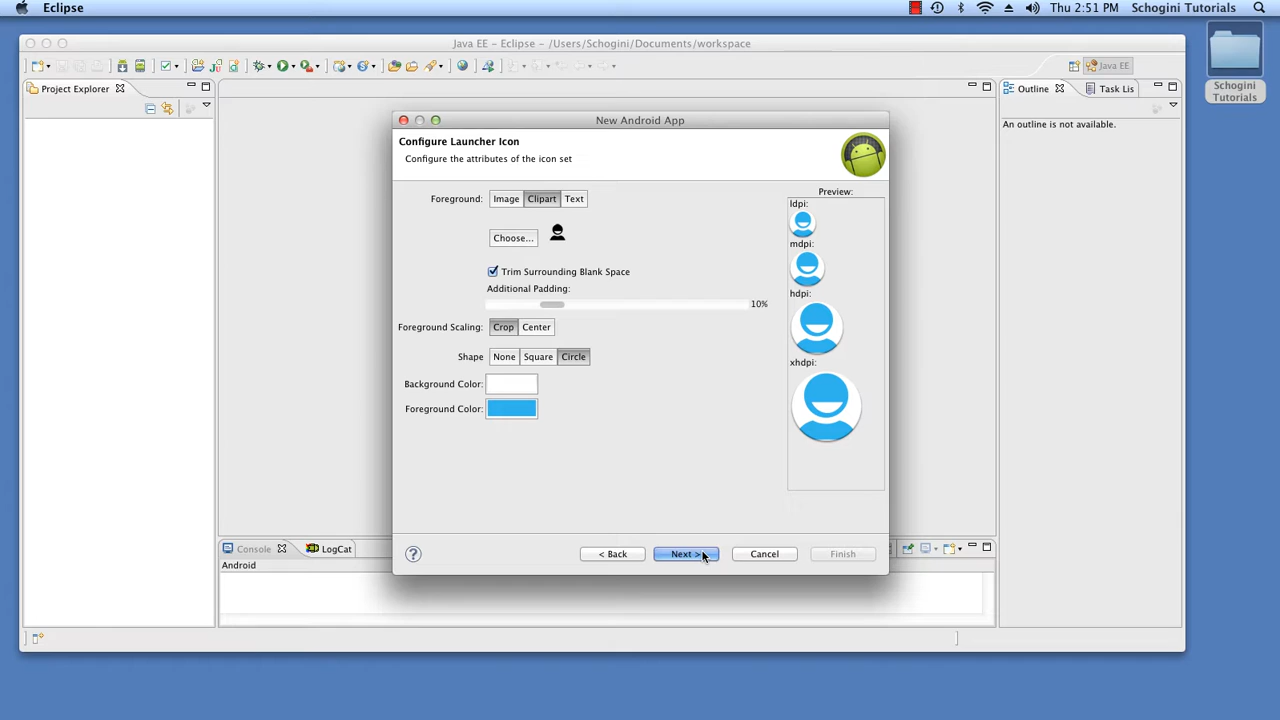 Eclipse
Thu 2:51 PM
Schogini Tutorials
Java EE - Eclipse - /Users/Schogini/Documents/workspace
Schogini
Tutorials
Java EE
Project Explorer
Outline
Task Lis
An outline is not available.
New Android App
Configure Launcher Icon
Configure the attributes of the icon set
Foreground:
Image
Clipart
Text
Choose...
Trim Surrounding Blank Space
Additional Padding:
10%
Foreground Scaling:
Crop
Center
Shape
None
Square
Circle
Background Color:
Foreground Color:
Preview:
ldpi:
mdpi:
hdpi:
xhdpi:
?
< Back
Next >
Cancel
Finish
Console
LogCat
Android